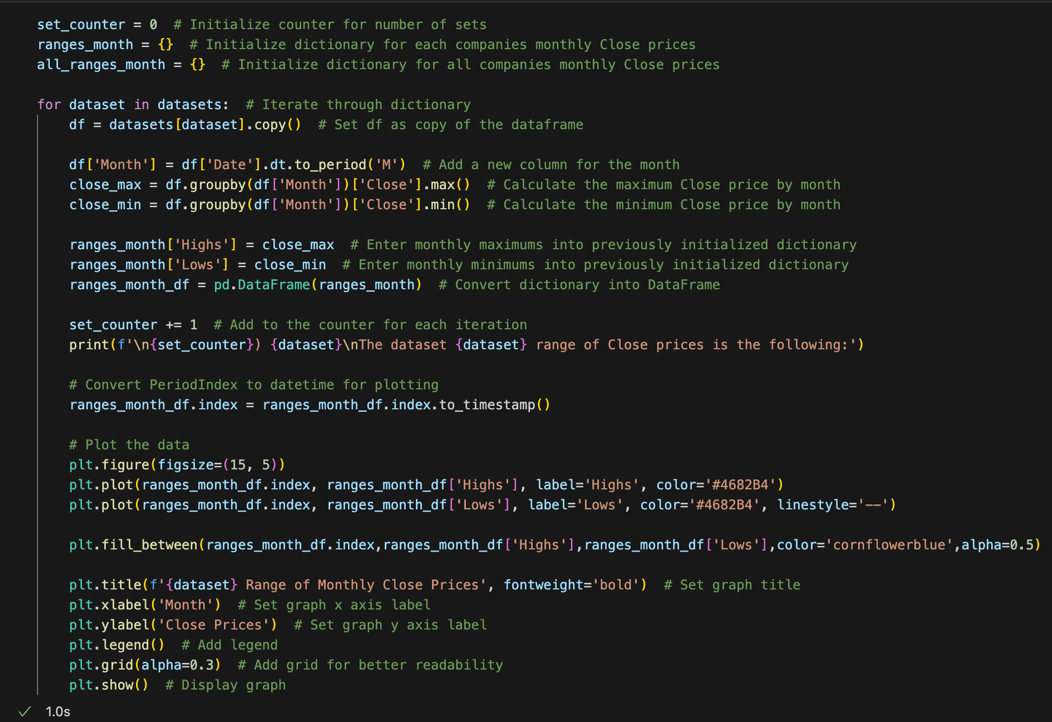 set_counter = 0  # Initialize counter for number of sets
ranges_month = {}  # Initialize dictionary for each companies monthly Close prices
all_ranges_month = {}  # Initialize dictionary for all companies monthly Close prices
for dataset in datasets:  # Iterate through dictionary
    df = datasets[dataset].copy()  # Set df as copy of the dataframe
    df['Month'] = df['Date'].dt.to_period('M')  # Add a new column for the month
    close_max = df.groupby(df['Month'])['Close'].max()  # Calculate the maximum Close price by month
    close_min = df.groupby(df['Month'])['Close'].min()  # Calculate the minimum Close price by month
    ranges_month['Highs'] = close_max  # Enter monthly maximums into previously initialized dictionary
    ranges_month['Lows'] = close_min  # Enter monthly minimums into previously initialized dictionary
    ranges_month_df = pd.DataFrame(ranges_month)  # Convert dictionary into DataFrame
    set_counter += 1  # Add to the counter for each iteration
    print(f'\n{set_counter}) {dataset}\nThe dataset {dataset} range of Close prices is the following:')
    # Convert PeriodIndex to datetime for plotting
    ranges_month_df.index = ranges_month_df.index.to_timestamp()
    # Plot the data
    plt.figure(figsize=(15, 5))
    plt.plot(ranges_month_df.index, ranges_month_df['Highs'], label='Highs', color='#4682B4')
    plt.plot(ranges_month_df.index, ranges_month_df['Lows'], label='Lows', color='#4682B4', linestyle='--')
    plt.fill_between(ranges_month_df.index,ranges_month_df['Highs'],ranges_month_df['Lows'],color='cornflowerblue',alpha=0.5)
    plt.title(f'{dataset} Range of Monthly Close Prices', fontweight='bold')  # Set graph title
    plt.xlabel('Month')  # Set graph x axis label
    plt.ylabel('Close Prices')  # Set graph y axis label
    plt.legend()  # Add legend
    plt.grid(alpha=0.3)  # Add grid for better readability
    plt.show()  # Display graph
✓ 1.0s